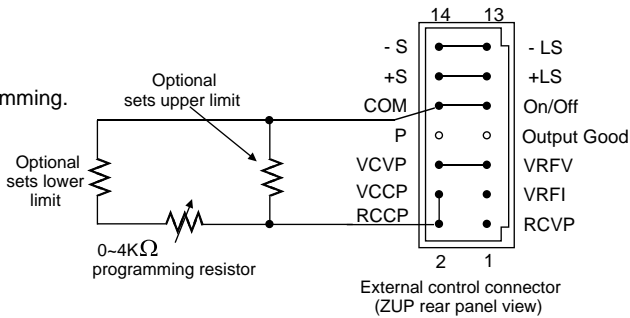 14 13
- S - LS
mming.
Optional
sets upper limit
+S +LS
COM On/Off
P Output Good
Optional
sets lower
limit
VCVP VRFV
VCCP VRFI
RCCP RCVP
0~4KΩ
programming resistor
2 1
External control connector
(ZUP rear panel view)